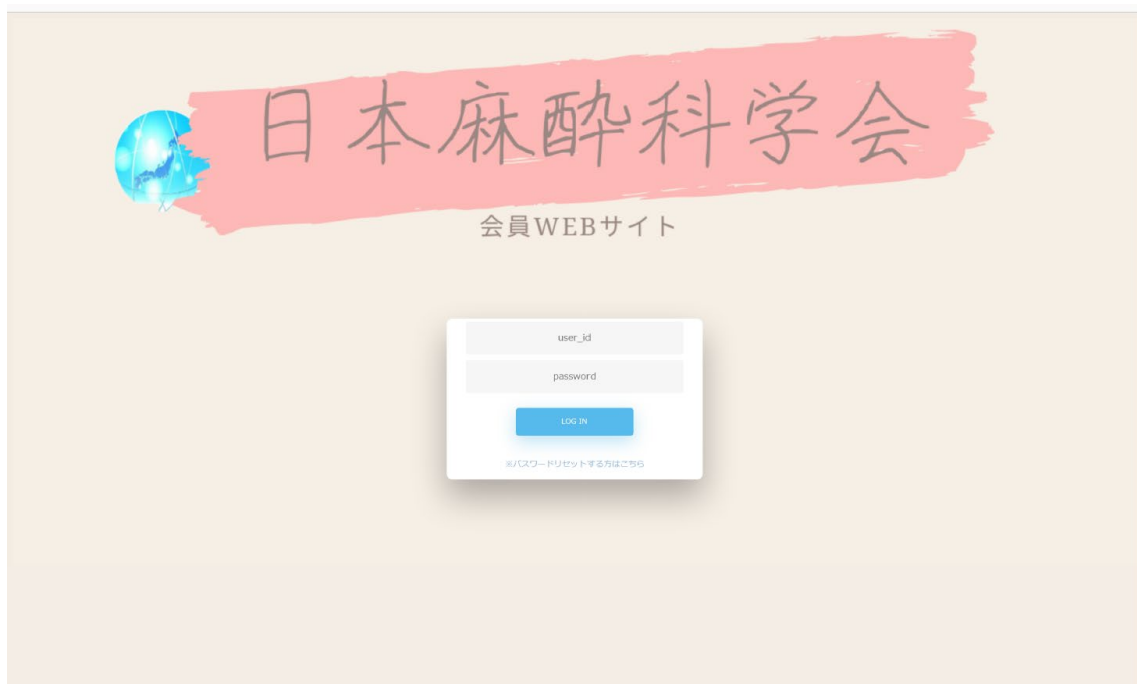 日本麻酔科学会
会員WEBサイト
user_id
password
LOG IN
※パスワードリセットする方はこちら